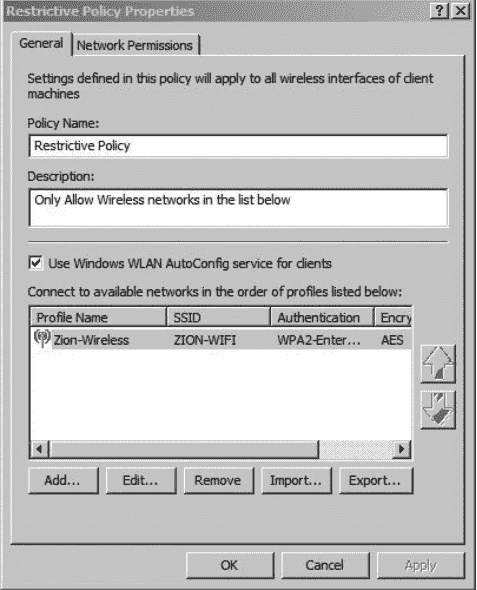 Restrictive Policy Properties
General
Network Permissions
Settings defined in this policy will apply to all wireless interfaces of client
machines
Policy Name:
Restrictive Policy
Description:
Only Allow Wireless networks in the list below
Use Windows WLAN AutoConfig service for clients
Connect to available networks in the order of profiles listed below:
Profile Name SSID Authentication Encry
Zion-Wireless ZION-WIFI WPA2-Enter... AES
Add... Edit... Remove Import... Export...
OK Cancel Apply